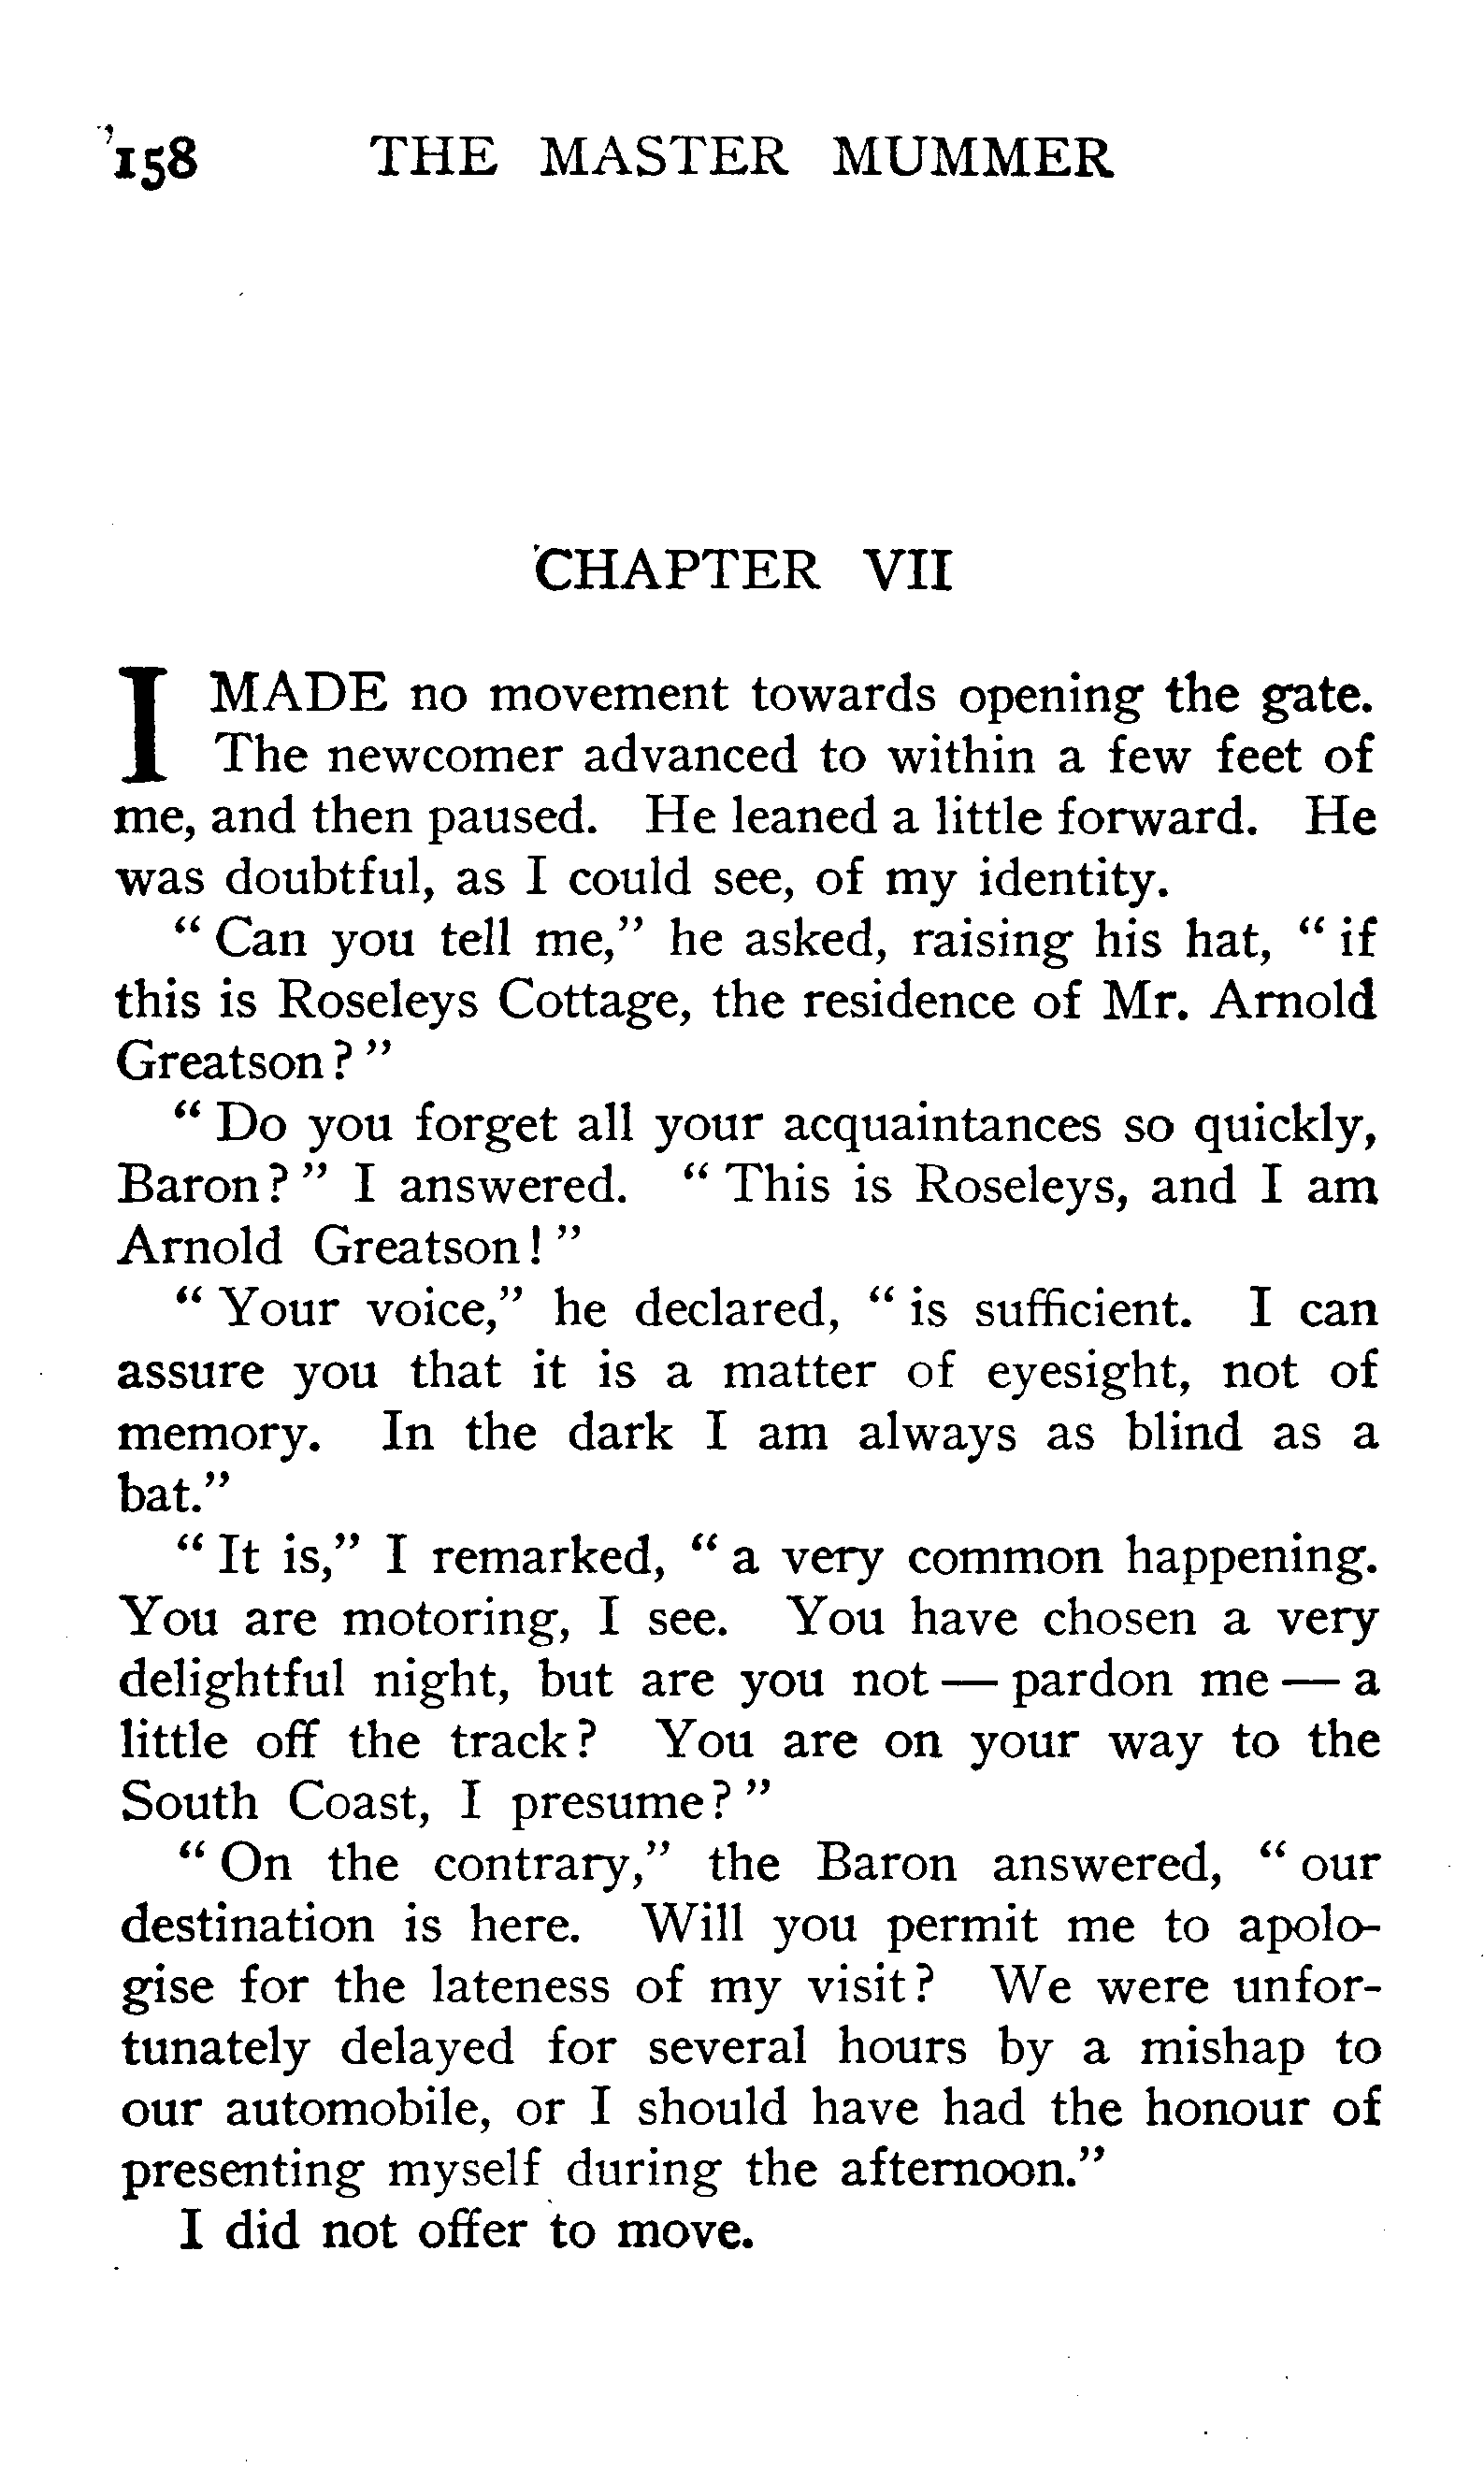 158 THE MASTER MUMMER
CHAPTER VII
I MADE no movement towards opening the gate.
The newcomer advanced to within a few feet of
me, and then paused. He leaned a little forward. He
was doubtful, as I could see, of my identity.
“ Can you tell me,” he asked, raising his hat, “ if
this is Roseleys Cottage, the residence of Mr. Arnold
Greatson ? ”
“ Do you forget all your acquaintances so quickly,
Baron ? ” I answered. “ This is Roseleys, and I am
Arnold Greatson ! ”
“ Your voice,” he declared, “ is sufficient. I can
assure you that it is a matter of eyesight, not of
memory. In the dark I am always as blind as a
bat.”
“ It is,” I remarked, “ a very common happening.
You are motoring, I see. You have chosen a very
delightful night, but are you not — pardon me — a
little off the track ? You are on your way to the
South Coast, I presume ? ”
“ On the contrary,” the Baron answered, “ our
destination is here. Will you permit me to apolo-
gise for the lateness of my visit ? We were unfor-
tunately delayed for several hours by a mishap to
our automobile, or I should have had the honour of
presenting myself during the afternoon.”
I did not offer to move.